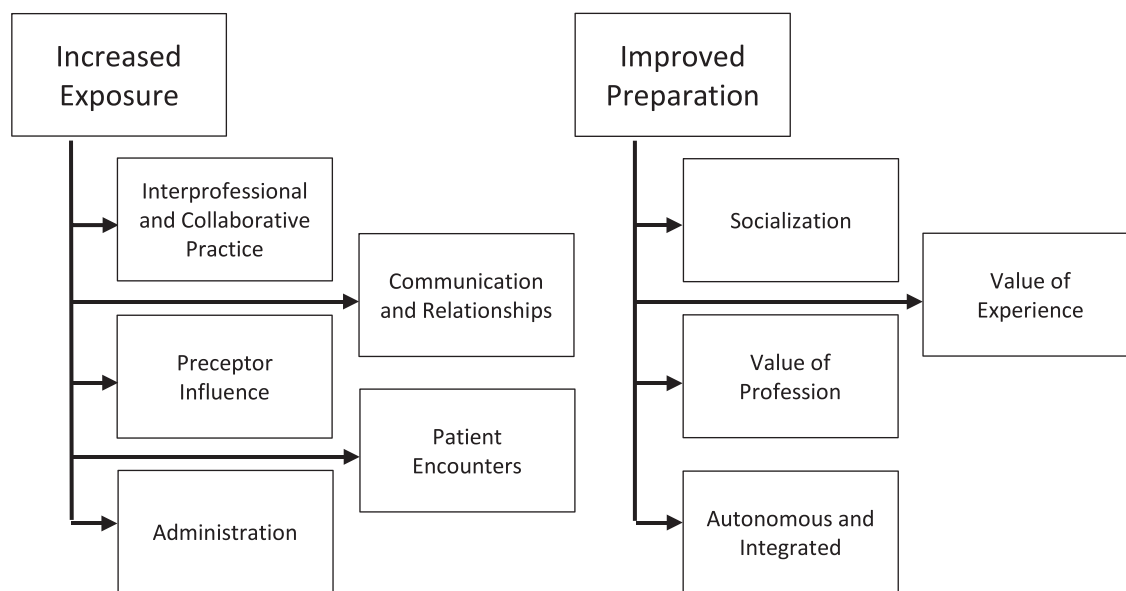 Increased
Exposure
Interprofessional
and Collaborative
Practice
Communication
and Relationships
Preceptor
Influence
Patient
Encounters
Administration
Improved
Preparation
Socialization
Value of
Experience
Value of
Profession
Autonomous and
Integrated